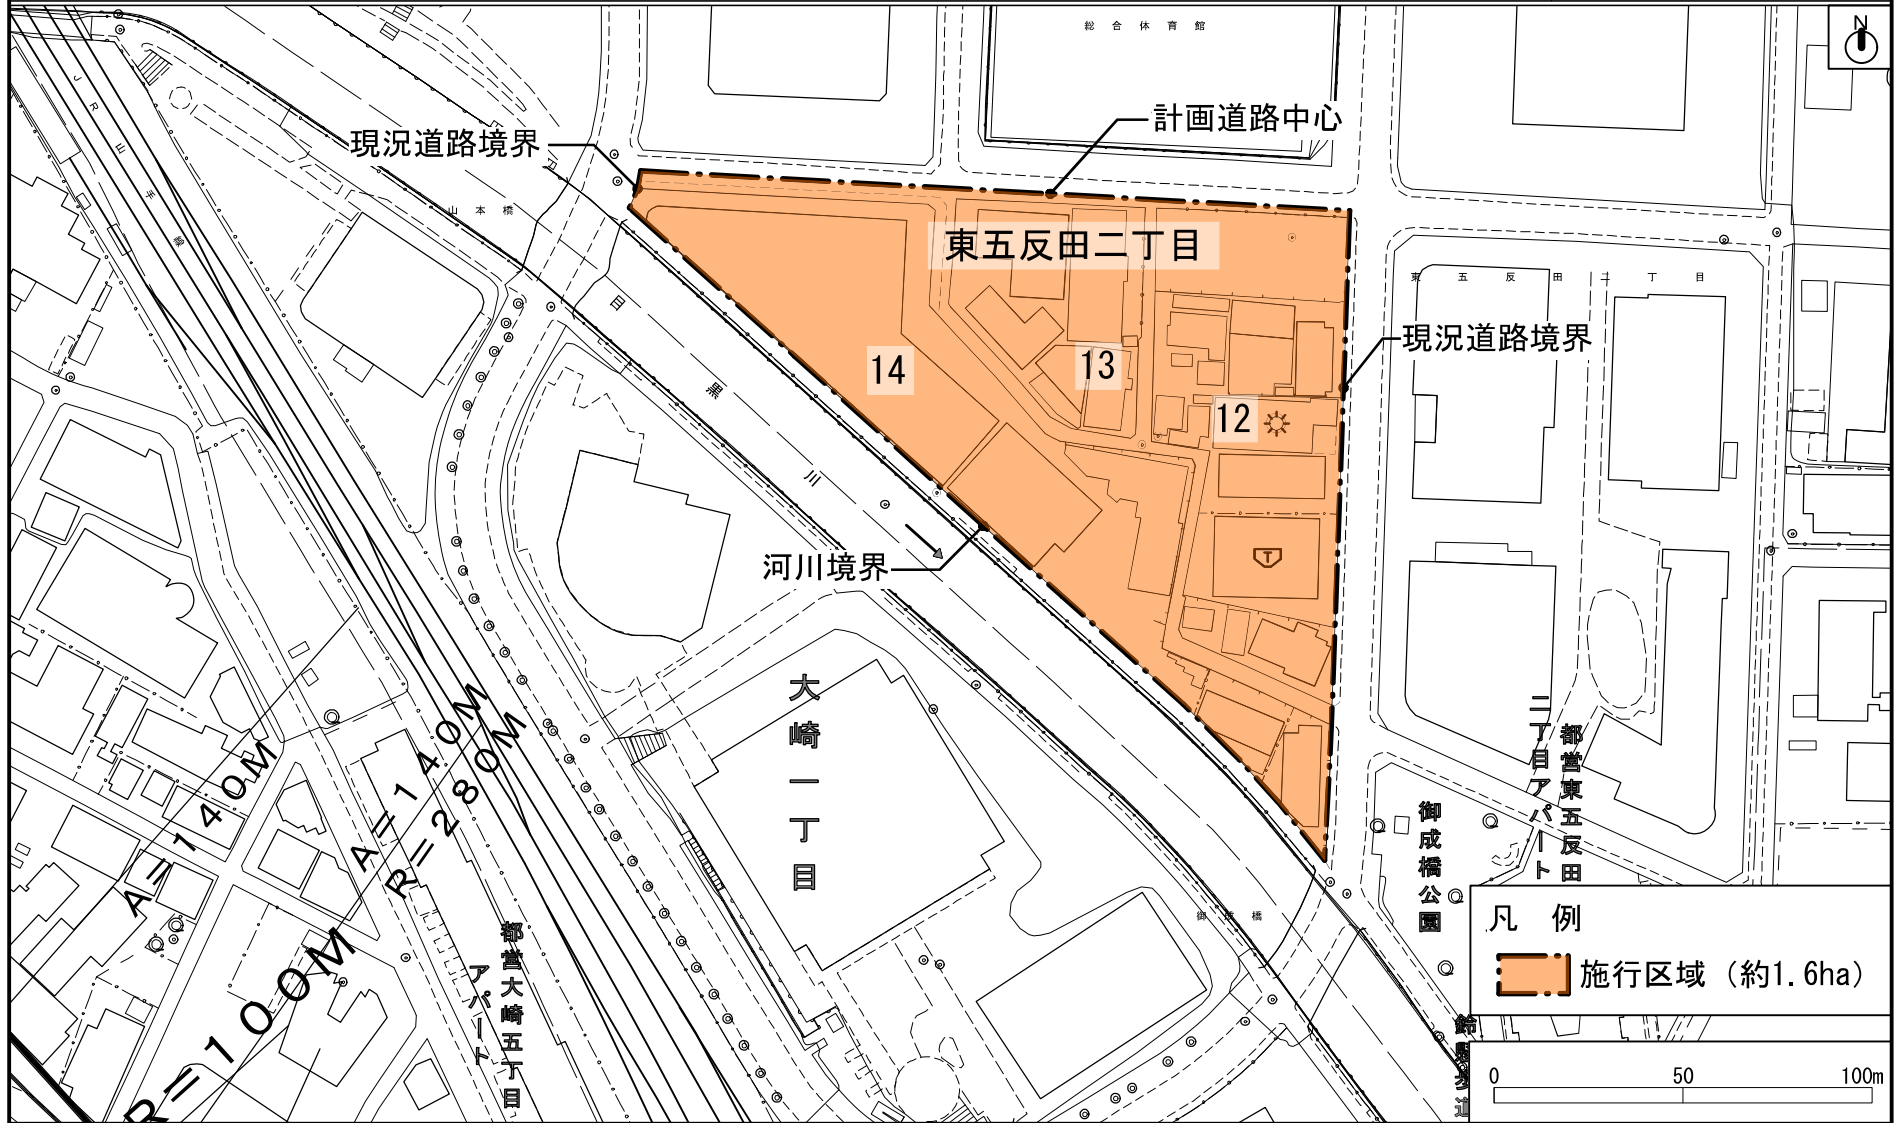 総合体育館
N
計画道路中心
現況道路境界
JR山手線
山本橋
東五反田二丁目
東五反田二丁目
現況道路境界
14
13
12
目黒川
T
河川境界
大崎一丁目
A=140M
R=280M
A=140M
R=100M
都営東五反田
二丁目アパート
御成橋公園
御成橋
都営大崎五丁目
アパート
凡 例
施行区域（約1.6ha）
0 50 100m